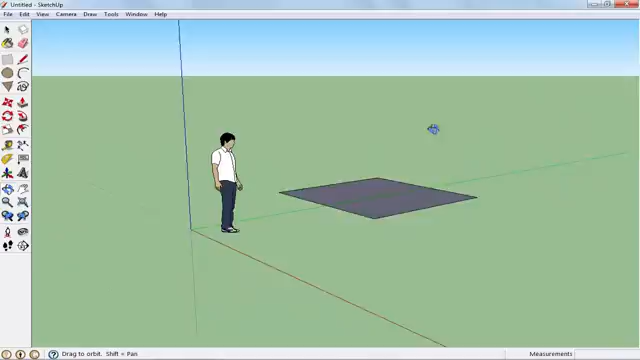 Untitled - SketchUp
File Edit View Camera Draw Tools Window Help
Drag to orbit. Shift = Pan
Measurements